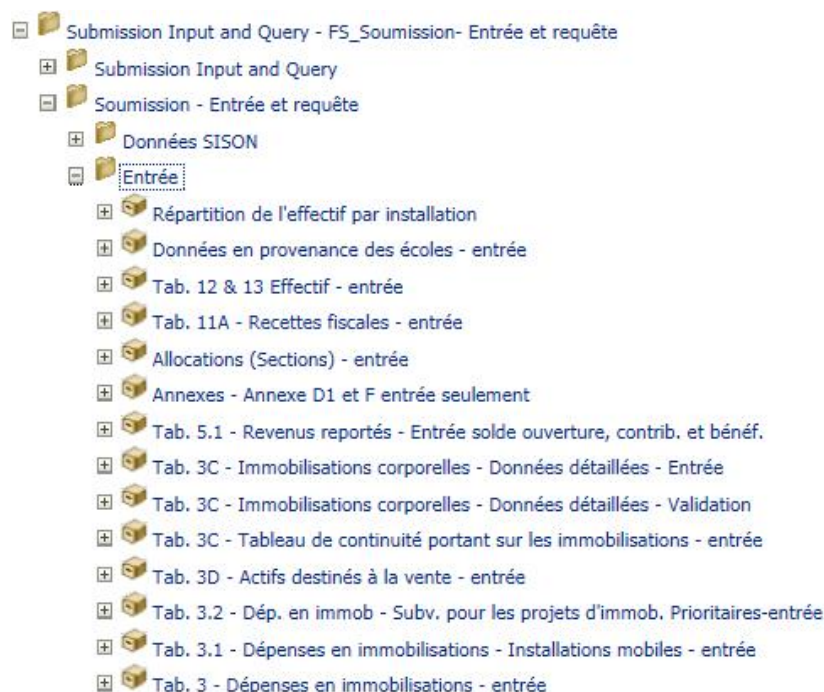 Submission Input and Query - FS_Soumission- Entrée et requête
Submission Input and Query
Soumission - Entrée et requête
Données SISON
Entrée
Répartition de l'effectif par installation
Données en provenance des écoles - entrée
Tab. 12 & 13 Effectif - entrée
Tab. 11A - Recettes fiscales - entrée
Allocations (Sections) - entrée
Annexes - Annexe D1 et F entrée seulement
Tab. 5.1 - Revenus reportés - Entrée solde ouverture, contrib. et bénéf.
Tab. 3C - Immobilisations corporelles - Données détaillées - Entrée
Tab. 3C - Immobilisations corporelles - Données détaillées - Validation
Tab. 3C - Tableau de continuité portant sur les immobilisations - entrée
Tab. 3D - Actifs destinés à la vente - entrée
Tab. 3.2 - Dép. en immob - Subv. pour les projets d'immob. Prioritaires-entrée
Tab. 3.1 - Dépenses en immobilisations - Installations mobiles - entrée
Tab. 3 - Dépenses en immobilisations - entrée